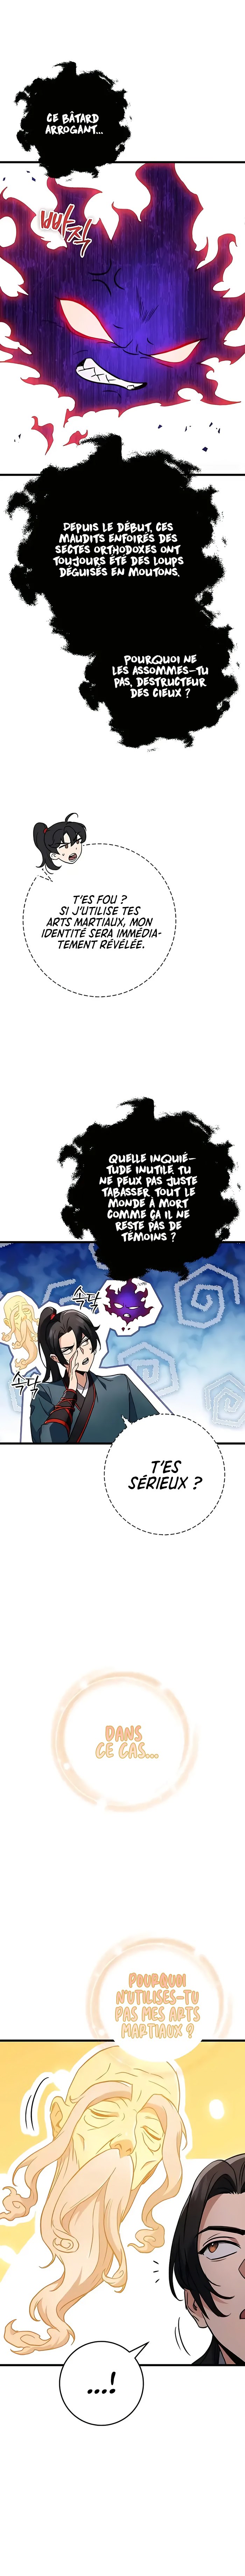 CE BÂTARD
ARROGANT...
빠직
DEPUIS LE DÉBUT, CES
MAUDITS ENFOIRÉS DES
SECTES ORTHODOXES ONT
TOUJOURS ÉTÉ DES LOUPS
DÉGUISÉS EN MOUTONS.
POURQUOI NE
LES ASSOMMES-TU
PAS, DESTRUCTEUR
DES CIEUX ?
T'ES FOU ?
SI J'UTILISE TES
ARTS MARTIAUX, MON
IDENTITÉ SERA IMMÉDIA-
TEMENT RÉVÉLÉE.
QUELLE INQUIÉ-
TUDE INUTILE. TU
NE PEUX PAS JUSTE
TABASSER TOUT LE
MONDE À MORT
COMME ÇA IL NE
RESTE PAS DE
TÉMOINS ?
속닥
속닥
T'ES
SÉRIEUX ?
DANS
CE CAS...
POURQUOI
N'UTILISES-TU
PAS MES ARTS
MARTIAUX ?
...!